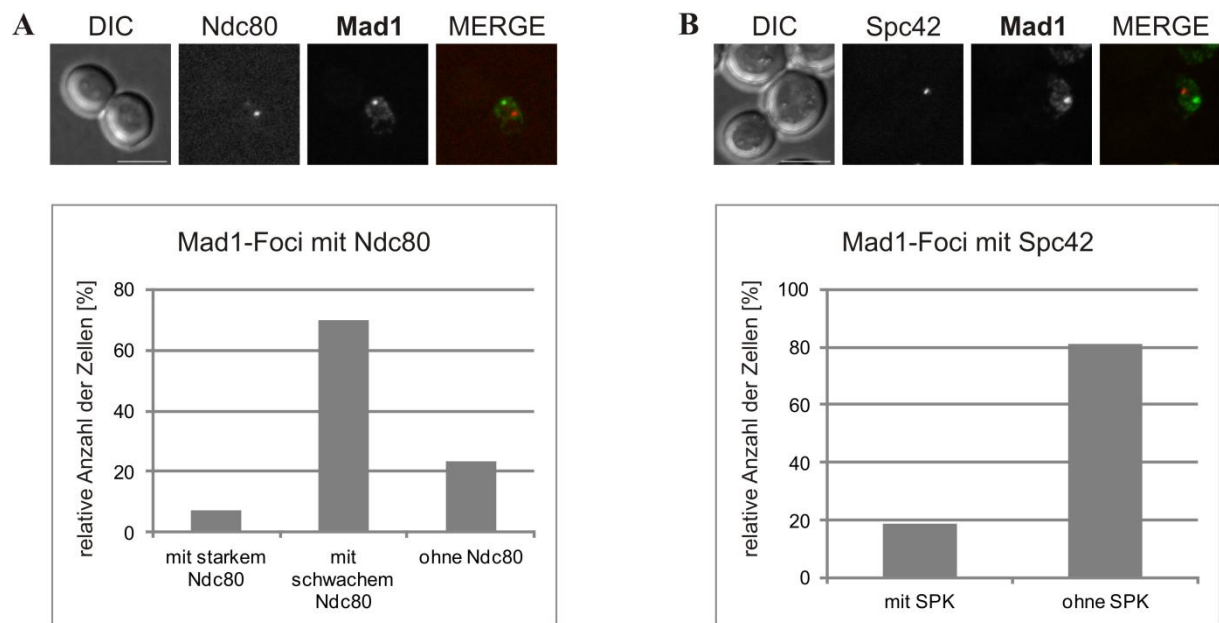 A
DIC Ndc80 Mad1 MERGE
Mad1-Foci mit Ndc80
relative Anzahl der Zellen [%]
80
60
40
20
0
mit starkem
Ndc80
mit
schwachem
Ndc80
ohne Ndc80
B
DIC Spc42 Mad1 MERGE
Mad1-Foci mit Spc42
relative Anzahl der Zellen [%]
100
80
60
40
20
0
mit SPK
ohne SPK